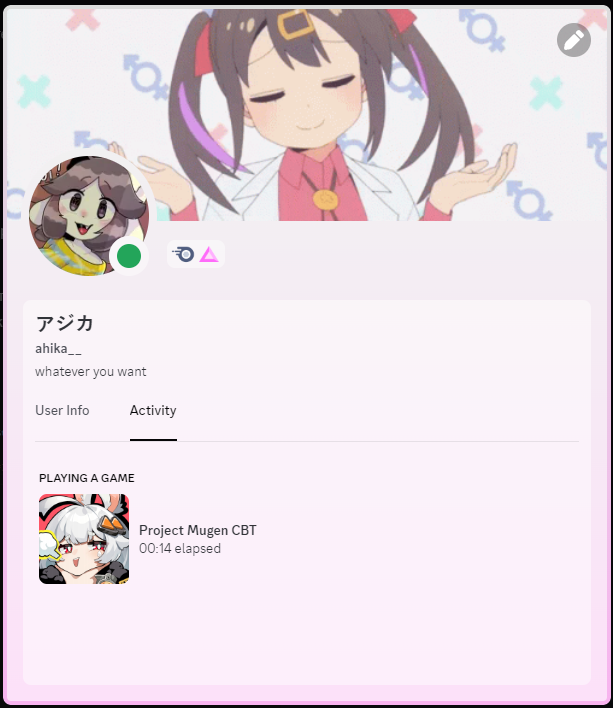 アジカ
ahika__
whatever you want
User Info
Activity
PLAYING A GAME
Project Mugen CBT
00:14 elapsed